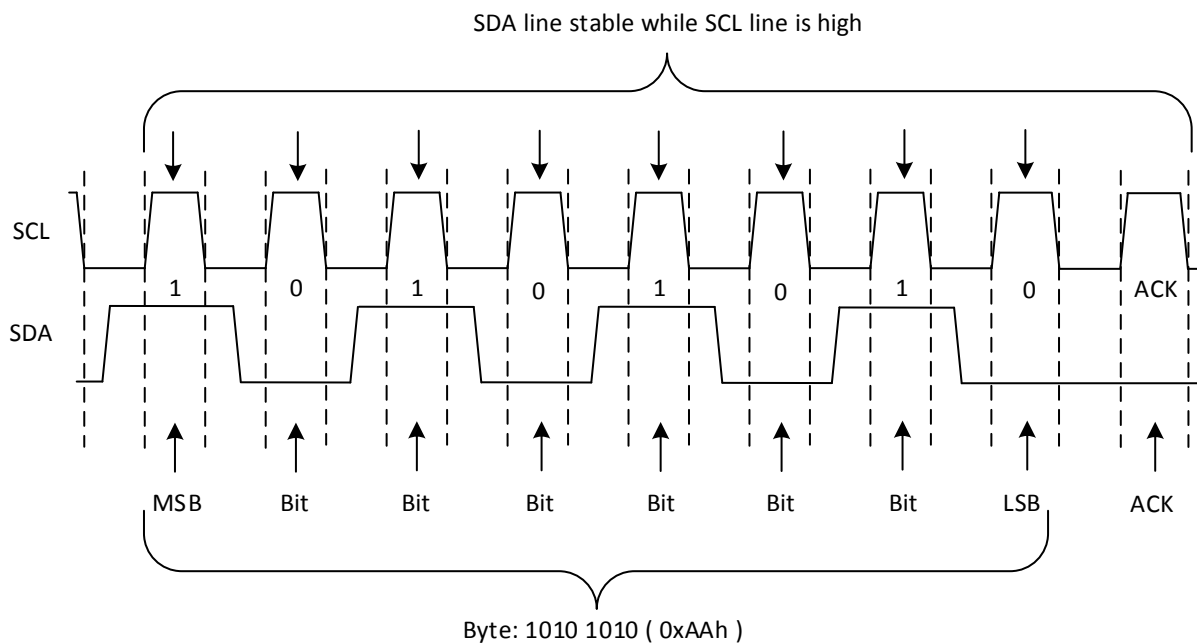 SDA line stable while SCL line is high
SCL
1 0 1 0 1 0 1 0 ACK
SDA
MSB Bit Bit Bit Bit Bit Bit LSB ACK
Byte: 1010 1010 ( 0xAAh )